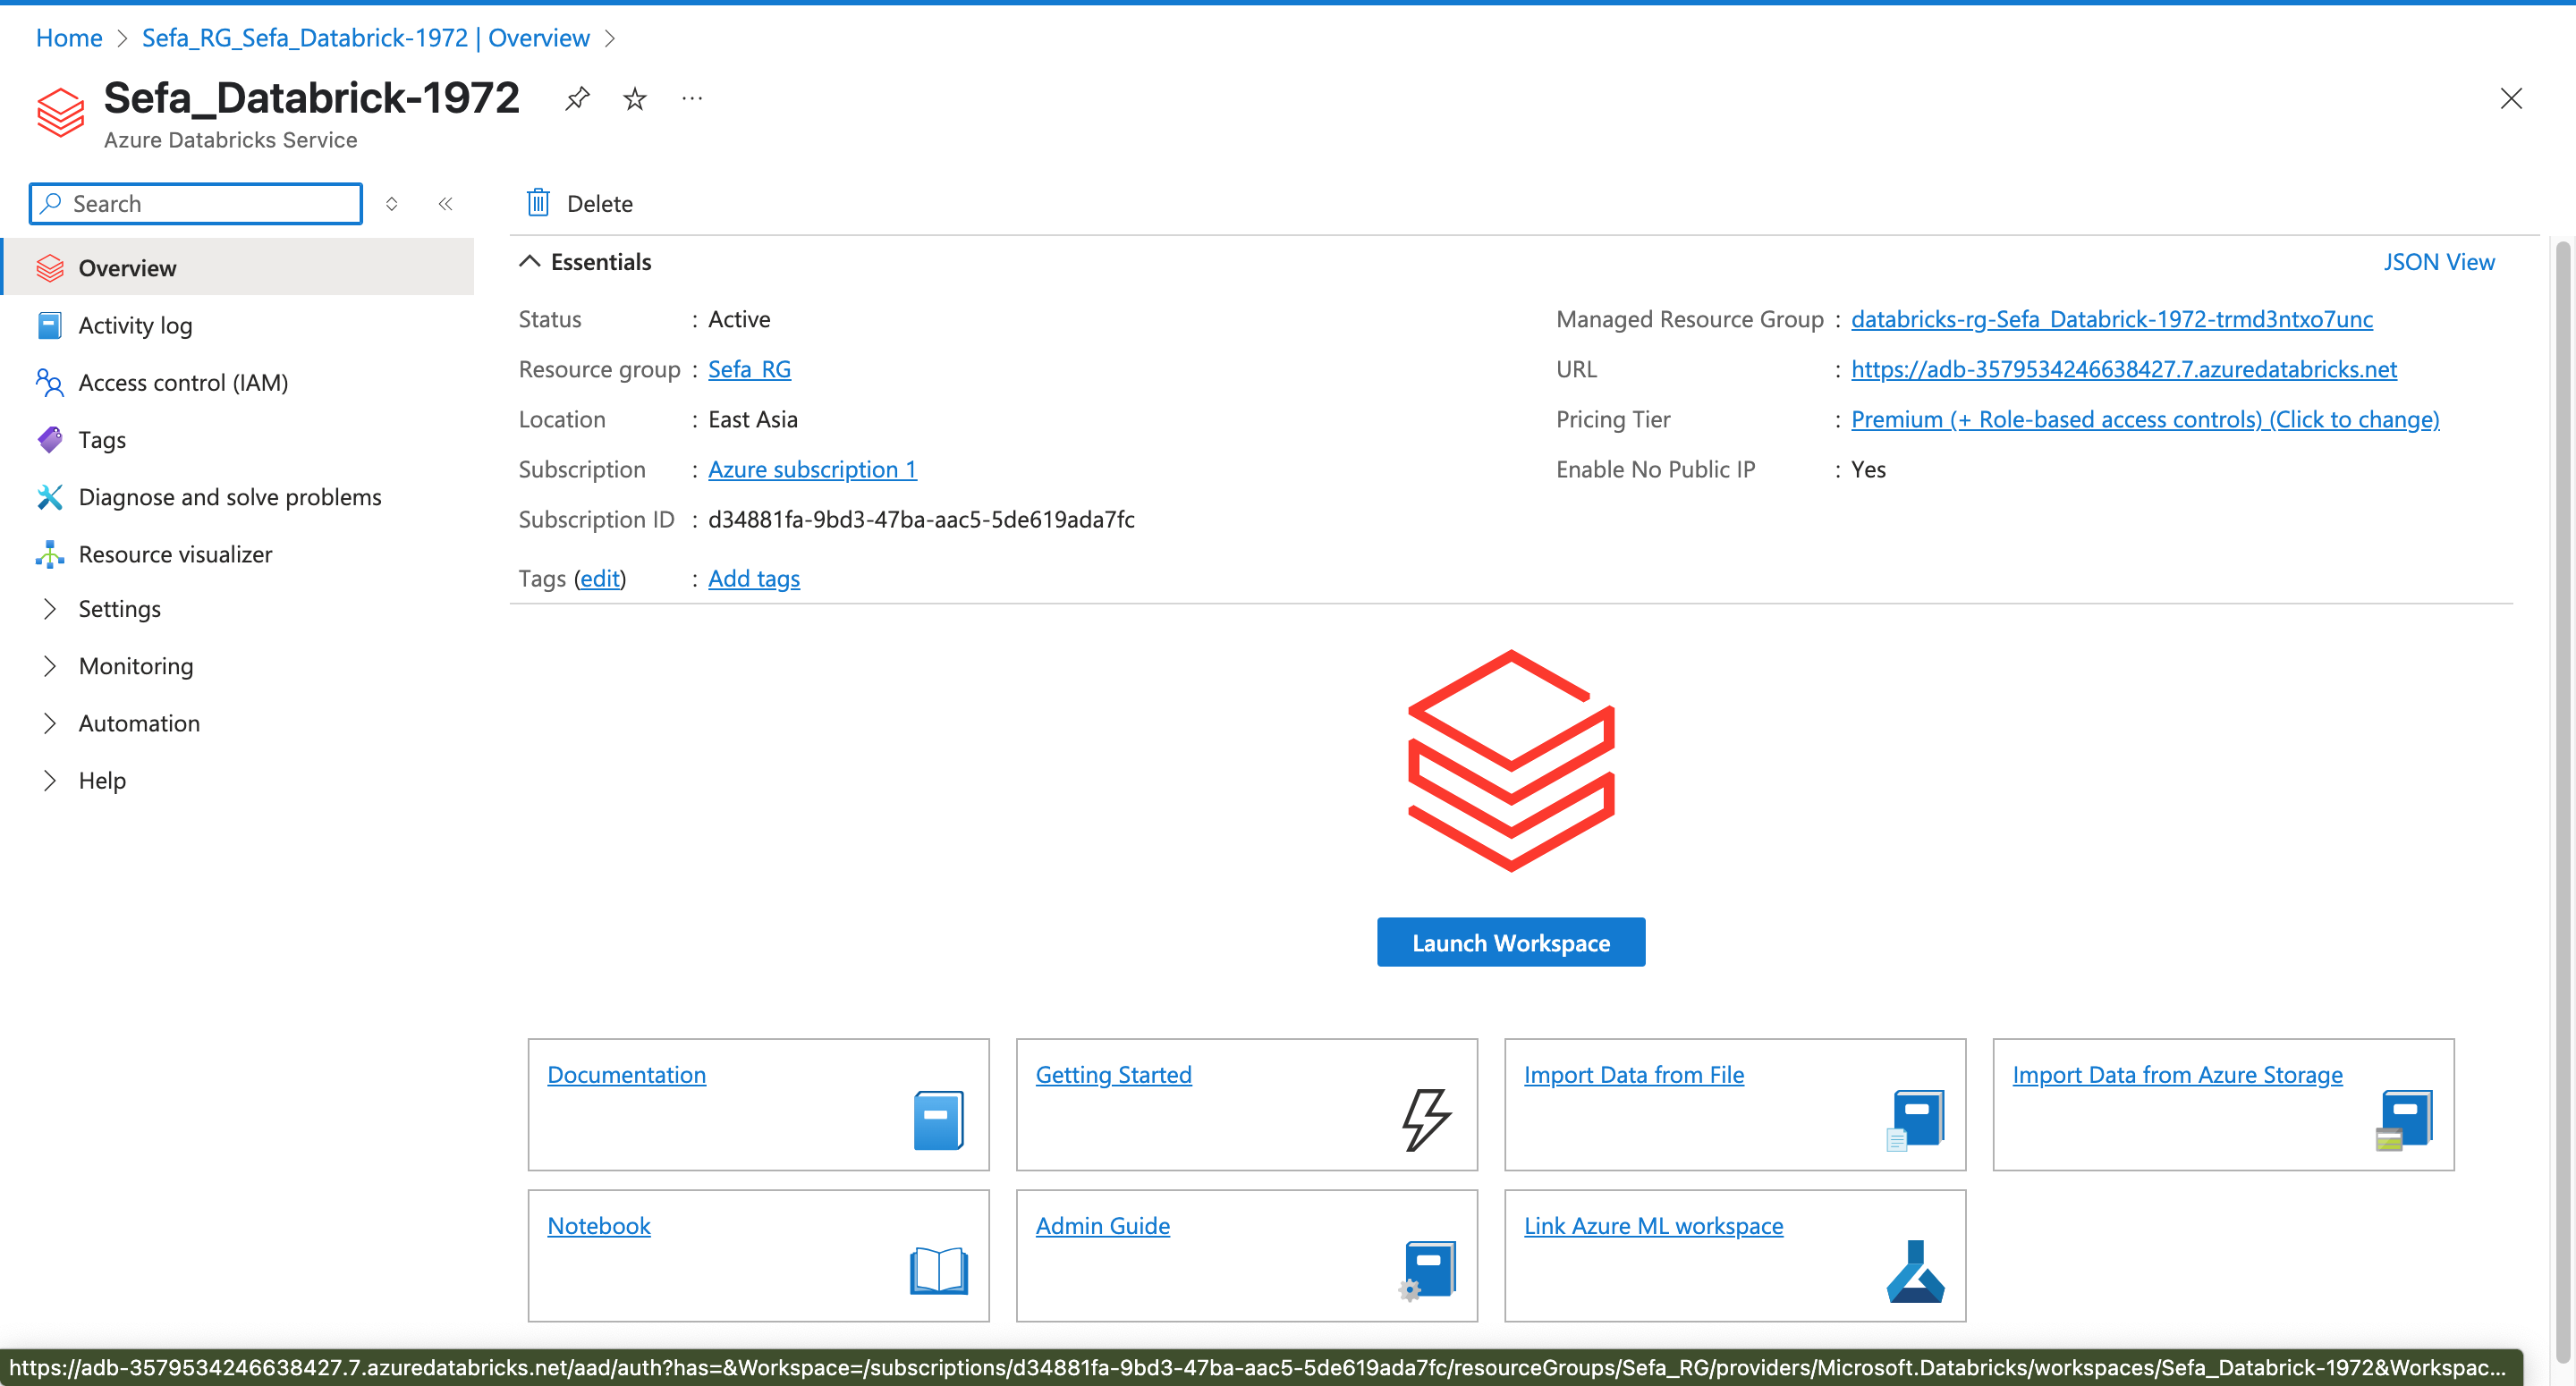 Home > Sefa_RG_Sefa_Databrick-1972 | Overview >
Sefa_Databrick-1972
Azure Databricks Service
Search
Overview
Activity log
Access control (IAM)
Tags
Diagnose and solve problems
Resource visualizer
Settings
Monitoring
Automation
Help
Delete
Essentials
JSON View
Status : Active
Resource group : Sefa_RG
Location : East Asia
Subscription : Azure subscription 1
Subscription ID : d34881fa-9bd3-47ba-aac5-5de619ada7fc
Tags (edit) : Add tags
Managed Resource Group : databricks-rg-Sefa_Databrick-1972-trmd3ntxo7unc
URL : https://adb-3579534246638427.7.azuredatabricks.net
Pricing Tier : Premium (+ Role-based access controls) (Click to change)
Enable No Public IP : Yes
Launch Workspace
Documentation
Getting Started
Import Data from File
Import Data from Azure Storage
Notebook
Admin Guide
Link Azure ML workspace
https://adb-3579534246638427.7.azuredatabricks.net/aad/auth?has=&Workspace=/subscriptions/d34881fa-9bd3-47ba-aac5-5de619ada7fc/resourceGroups/Sefa_RG/providers/Microsoft.Databricks/workspaces/Sefa_Databrick-1972&Workspac...